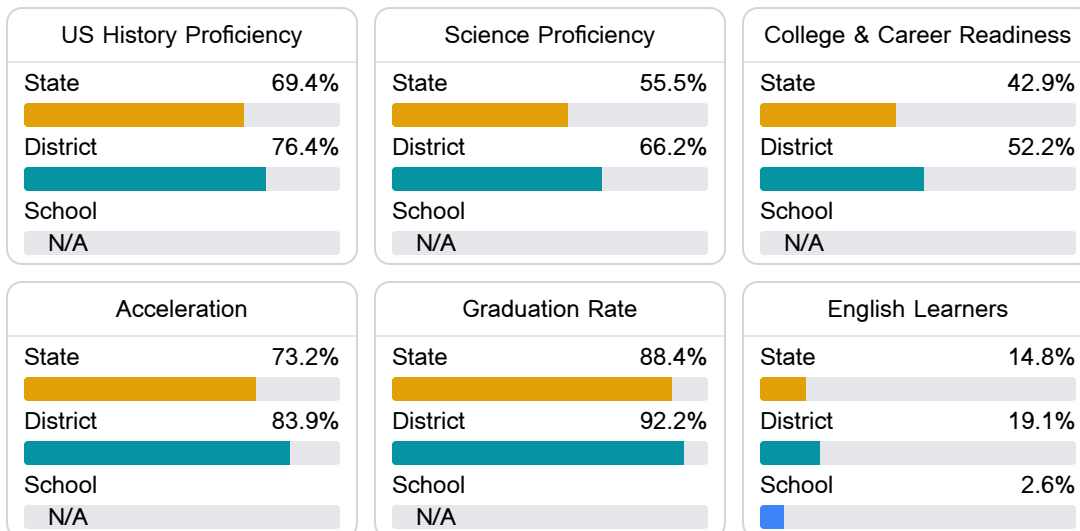 US History Proficiency
State 69.4%
District 76.4%
School
N/A
Science Proficiency
State 55.5%
District 66.2%
School
N/A
College & Career Readiness
State 42.9%
District 52.2%
School
N/A
Acceleration
State 73.2%
District 83.9%
School
N/A
Graduation Rate
State 88.4%
District 92.2%
School
N/A
English Learners
State 14.8%
District 19.1%
School 2.6%